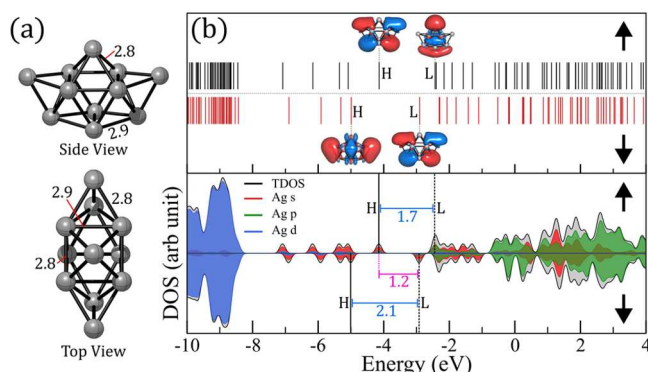 (a)
2.8
2.9
Side View
2.9
2.8
2.8
Top View
(b)
H
L
H
L
TDOS
Ag s
Ag p
Ag d
H
L
1.7
1.2
H
L
2.1
DOS (arb unit)
-10
-8
-6
-4
-2
0
2
4
Energy (eV)